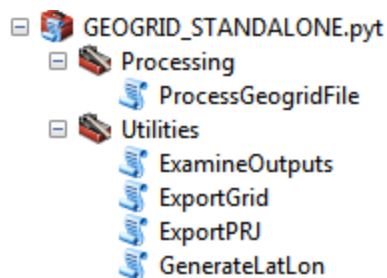 GEOGRID_STANDALONE.pyt
Processing
ProcessGeogridFile
Utilities
ExamineOutputs
ExportGrid
ExportPRJ
GenerateLatLon